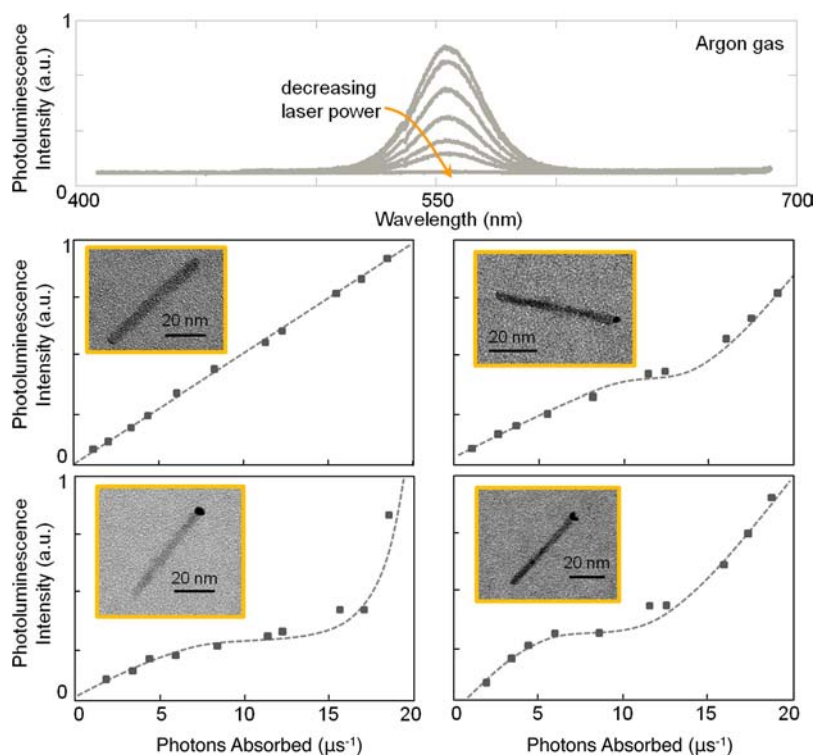 1
Argon gas
decreasing
laser power
Photoluminescence
Intensity (a.u.)
0
400
550
700
Wavelength (nm)
1
20 nm
Photoluminescence
Intensity (a.u.)
0
20 nm
1
20 nm
Photoluminescence
Intensity (a.u.)
0
20 nm
0 5 10 15 20
0 5 10 15 20
Photons Absorbed (μs⁻¹)
Photons Absorbed (μs⁻¹)